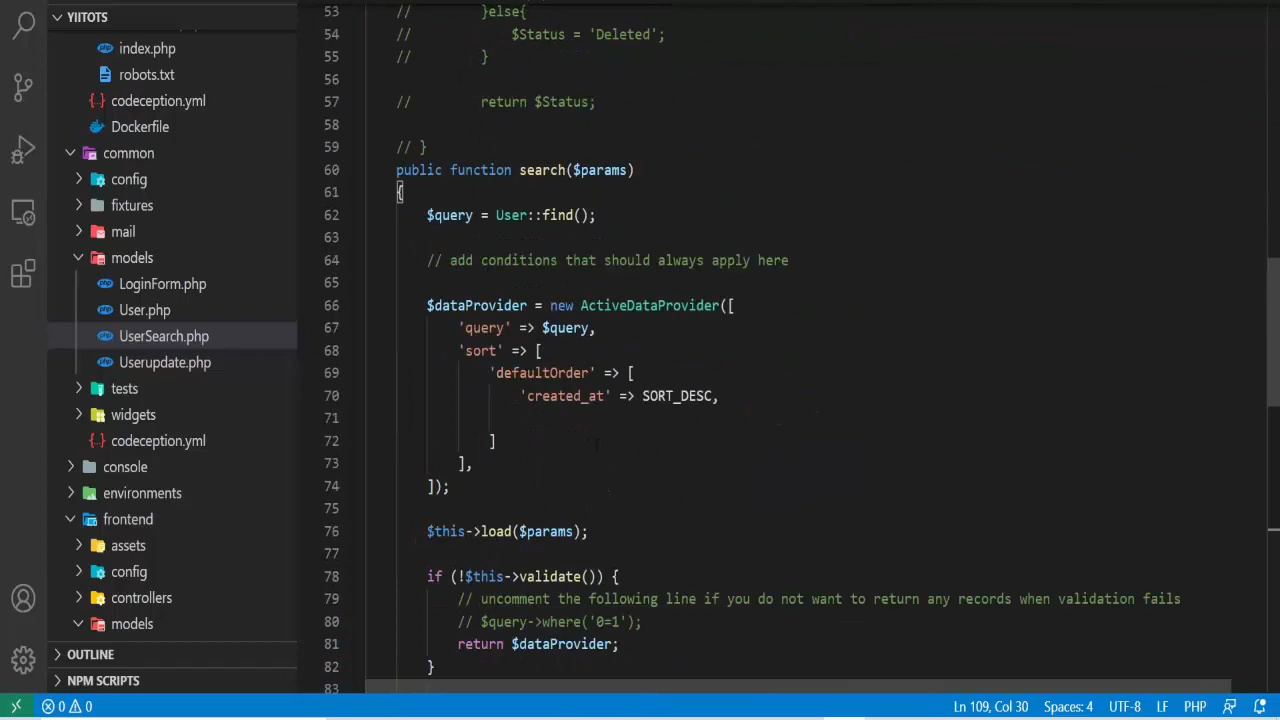 YIITOTS
index.php
robots.txt
codeception.yml
Dockerfile
common
config
fixtures
mail
models
LoginForm.php
User.php
UserSearch.php
Userupdate.php
tests
widgets
codeception.yml
console
environments
frontend
assets
config
controllers
models
OUTLINE
NPM SCRIPTS
53 // }else{
54 // $Status = 'Deleted';
55 // }
56
57 // return $Status;
58
59 // }
60 public function search($params)
61 {
62 $query = User::find();
63
64 // add conditions that should always apply here
65
66 $dataProvider = new ActiveDataProvider([
67 'query' => $query,
68 'sort' => [
69 'defaultOrder' => [
70 'created_at' => SORT_DESC,
71
72 ]
73 ],
74 ]);
75
76 $this->load($params);
77
78 if (!$this->validate()) {
79 // uncomment the following line if you do not want to return any records when validation fails
80 // $query->where('0=1');
81 return $dataProvider;
82 }
83
0 0 Ln 109, Col 30 Spaces: 4 UTF-8 LF PHP